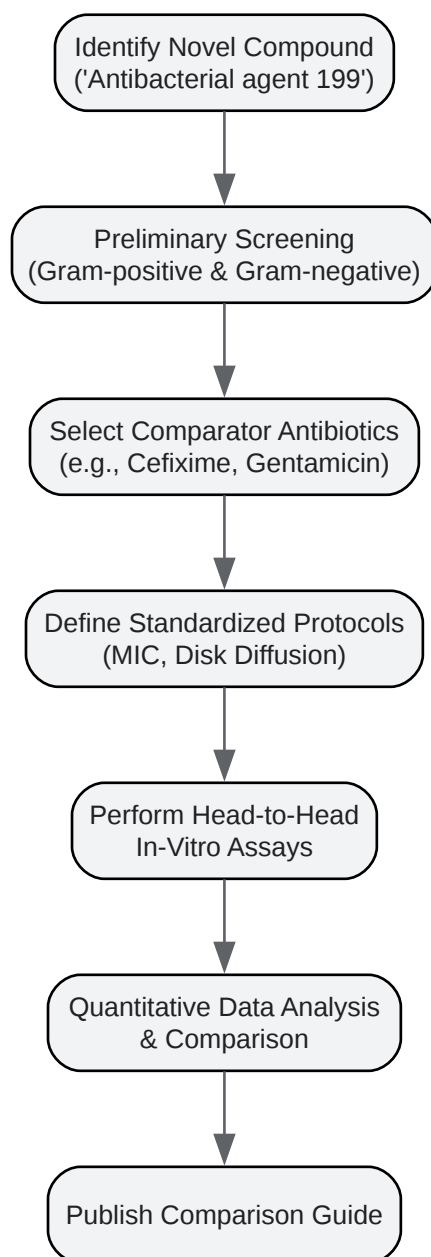 Identify Novel Compound
('Antibacterial agent 199')
Preliminary Screening
(Gram-positive & Gram-negative)
Select Comparator Antibiotics
(e.g., Cefixime, Gentamicin)
Define Standardized Protocols
(MIC, Disk Diffusion)
Perform Head-to-Head
In-Vitro Assays
Quantitative Data Analysis
& Comparison
Publish Comparison Guide